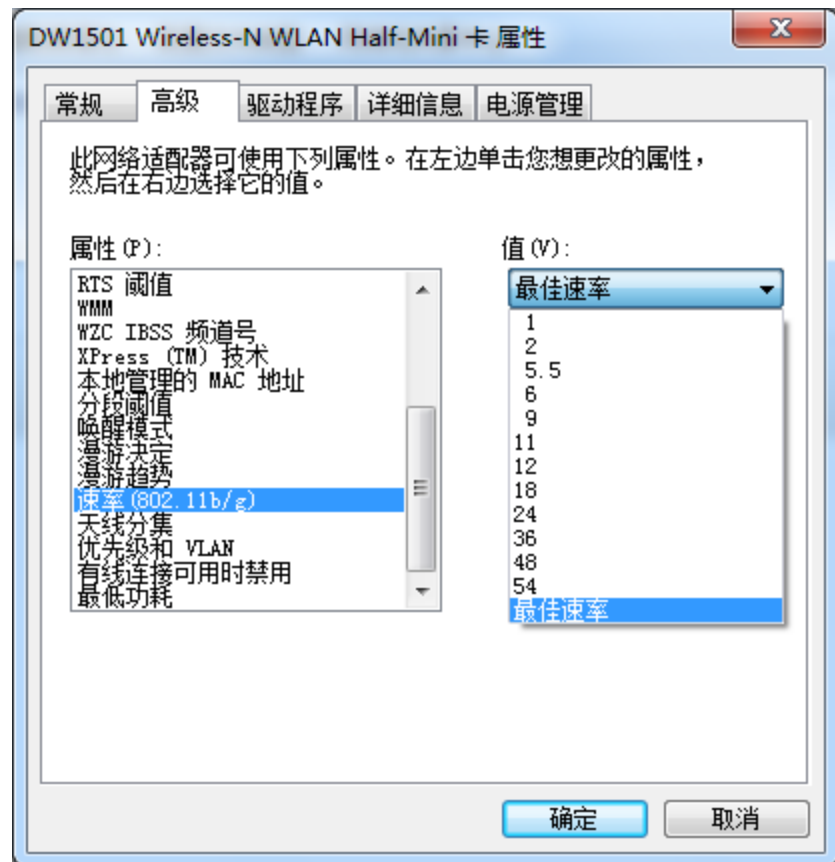 DW1501 Wireless-N WLAN Half-Mini 卡 属性
常规 高级 驱动程序 详细信息 电源管理
此网络适配器可使用下列属性。在左边单击您想更改的属性，
然后在右边选择它的值。
属性(P):
RTS 阈值
WMM
WZC IBSS 频道号
XPress (TM) 技术
本地管理的 MAC 地址
分段阈值
唤醒模式
漫游决定
漫游趋势
速率(802.11b/g)
天线分集
优先级和 VLAN
有线连接可用时禁用
最低功耗
值(V):
最佳速率
1
2
5.5
6
9
11
12
18
24
36
48
54
最佳速率
确定 取消